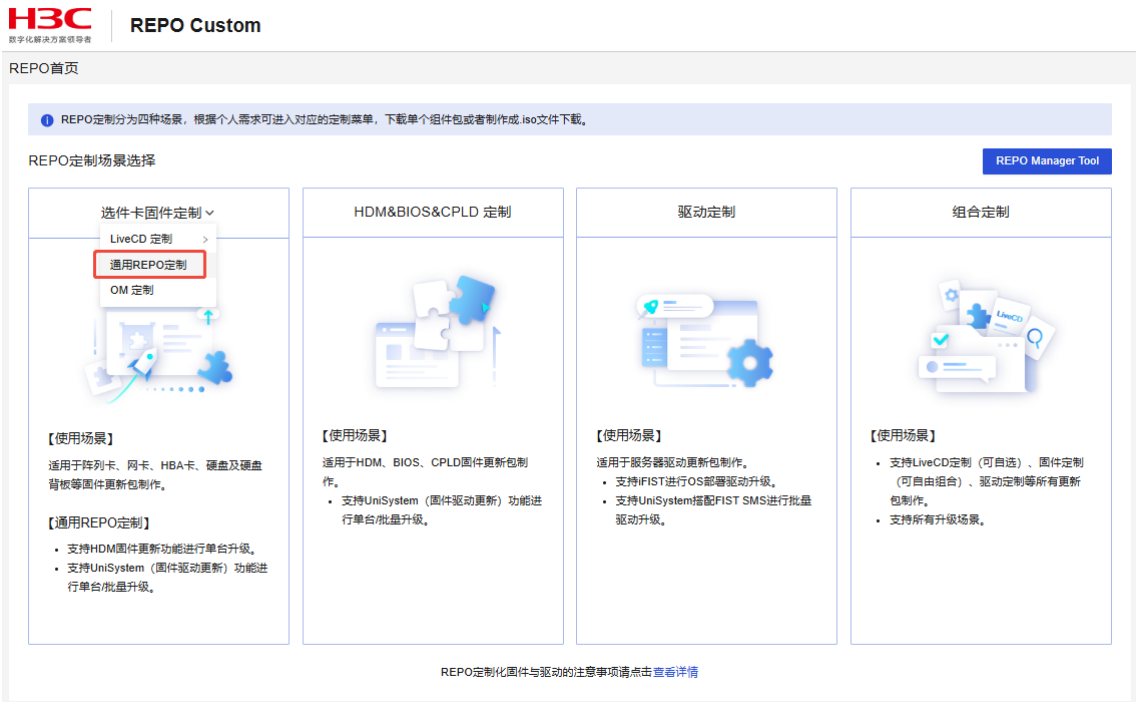 H3C
数字化解决方案领导者
REPO Custom
REPO首页
REPO定制分为四种场景，根据个人需求可进入对应的定制菜单，下载单个组件包或者制作成.iso文件下载。
REPO定制场景选择
REPO Manager Tool
选件卡固件定制
LiveCD 定制
通用REPO定制
OM 定制
【使用场景】
适用于阵列卡、网卡、HBA卡、硬盘及硬盘
背板等固件更新包制作。
【通用REPO定制】
• 支持HDM固件更新功能进行单台升级。
• 支持UniSystem（固件驱动更新）功能进
行单台/批量升级。
HDM&BIOS&CPLD 定制
【使用场景】
适用于HDM、BIOS、CPLD固件更新包制
作。
• 支持UniSystem（固件驱动更新）功能进
行单台/批量升级。
驱动定制
【使用场景】
适用于服务器驱动更新包制作。
• 支持iFIST进行OS部署驱动升级。
• 支持UniSystem搭配FIST SMS进行批量
驱动升级。
组合定制
LiveCD
【使用场景】
• 支持LiveCD定制（可自选）、固件定制
（可自由组合）、驱动定制等所有更新
包制作。
• 支持所有升级场景。
REPO定制化固件与驱动的注意事项请点击查看详情